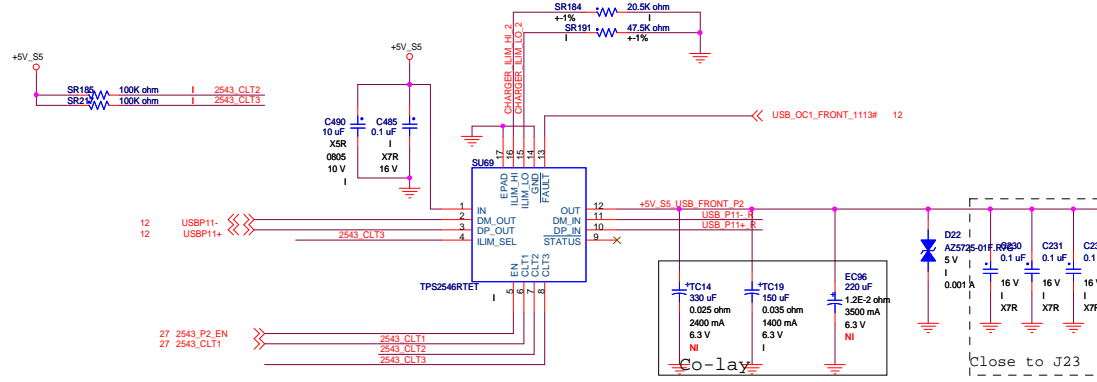 SR184 20.5K ohm
+-1% I
SR191 47.5K ohm
I +-1%
CHARGER_ILIM_HI_2
CHARGER_ILIM_LO_2
+5V_S5
+5V_S5
SR185 100K ohm I 2543_CLT2
100K ohm I 2543_CLT3
C490
10 uF
X5R
0805
10 V
I
C485
0.1 uF
I
X7R
16 V
USB_OC1_FRONT_1113# 12
17 16 15 14 13
SU69
EPAD
ILIM_HI
ILIM_LO
GND
FAULT
1 IN
2 DM_OUT
3 DP_OUT
4 ILIM_SEL
OUT 12
DM_IN 11
DP_IN 10
STATUS 9
EN
CLT1
CLT2
CLT3
5 6 7 8
TPS2546RTET
I
12 USBP11-
12 USBP11+
2543_CLT3
+5V_S5_USB_FRONT_P2
USB_P11-_R
USB_P11+_R
27 2543_P2_EN
27 2543_CLT1
2543_CLT1
2543_CLT2
2543_CLT3
TC14
330 uF
0.025 ohm
2400 mA
6.3 V
NI
TC19
150 uF
0.035 ohm
1400 mA
6.3 V
I
EC96
220 uF
1.2E-2 ohm
3500 mA
6.3 V
NI
Co-lay
D22
5 V
I
0.001 A
0.1 uF
16 V
I
X7R
C231
0.1 uF
16 V
I
X7R
0.1
16 V
I
Close to J23